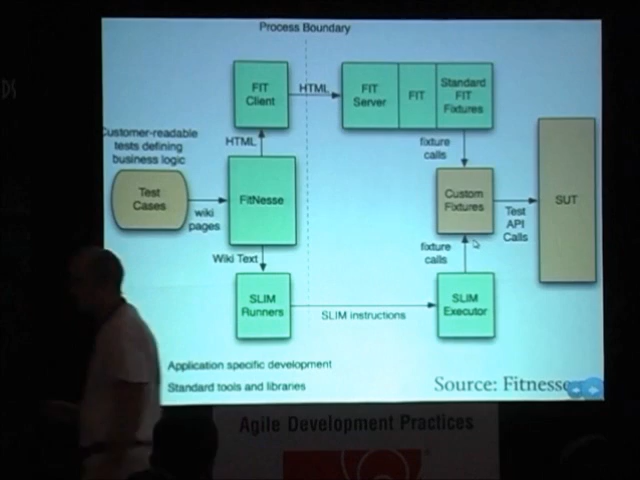 Process Boundary
FIT
Client
HTML
FIT
Server
FIT
Standard
FIT
Fixtures
Customer-readable
tests defining
business logic
HTML
fixture
calls
Test
Cases
wiki
pages
FitNesse
Custom
Fixtures
Test
API
Calls
SUT
Wiki Text
fixture
calls
SLIM
Runners
SLIM instructions
SLIM
Executor
Application specific development
Standard tools and libraries
Source: Fitnesse
Agile Development Practices